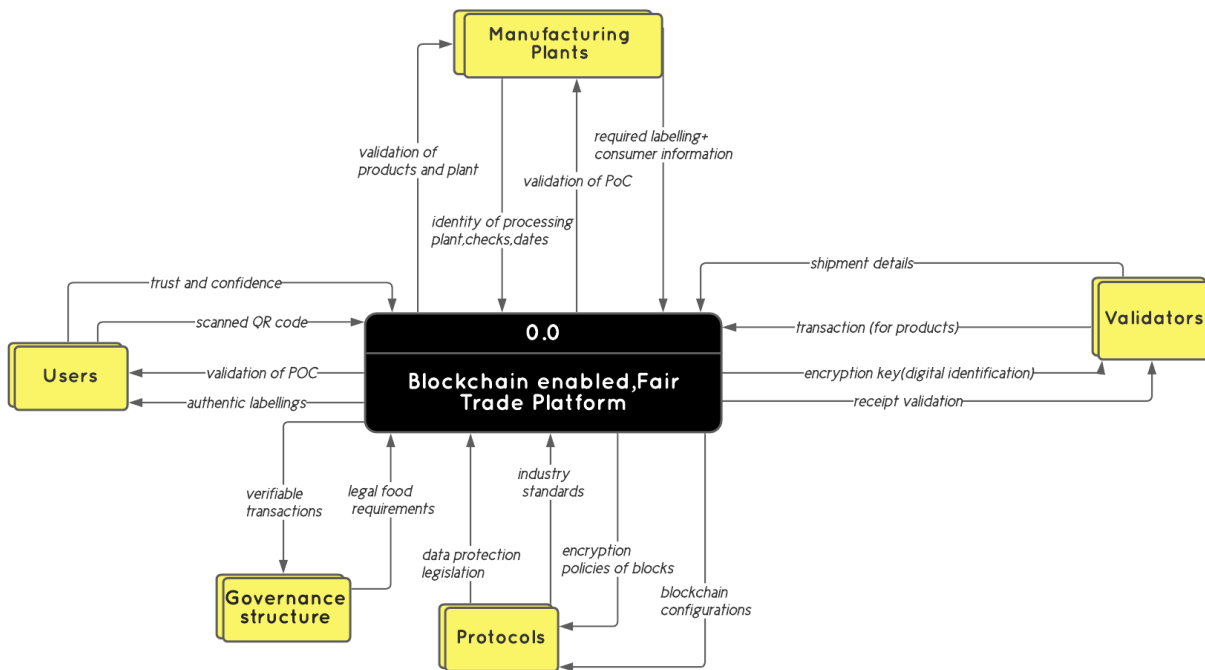 Manufacturing
Plants
validation of
products and plant
required labelling+
consumer information
validation of PoC
identity of processing
plant,checks,dates
trust and confidence
scanned QR code
Users
validation of POC
authentic labellings
0.0
Blockchain enabled,Fair
Trade Platform
shipment details
transaction (for products)
Validators
encryption key(digital identification)
receipt validation
verifiable
transactions
legal food
requirements
industry
standards
data protection
legislation
encryption
policies of blocks
blockchain
configurations
Governance
structure
Protocols